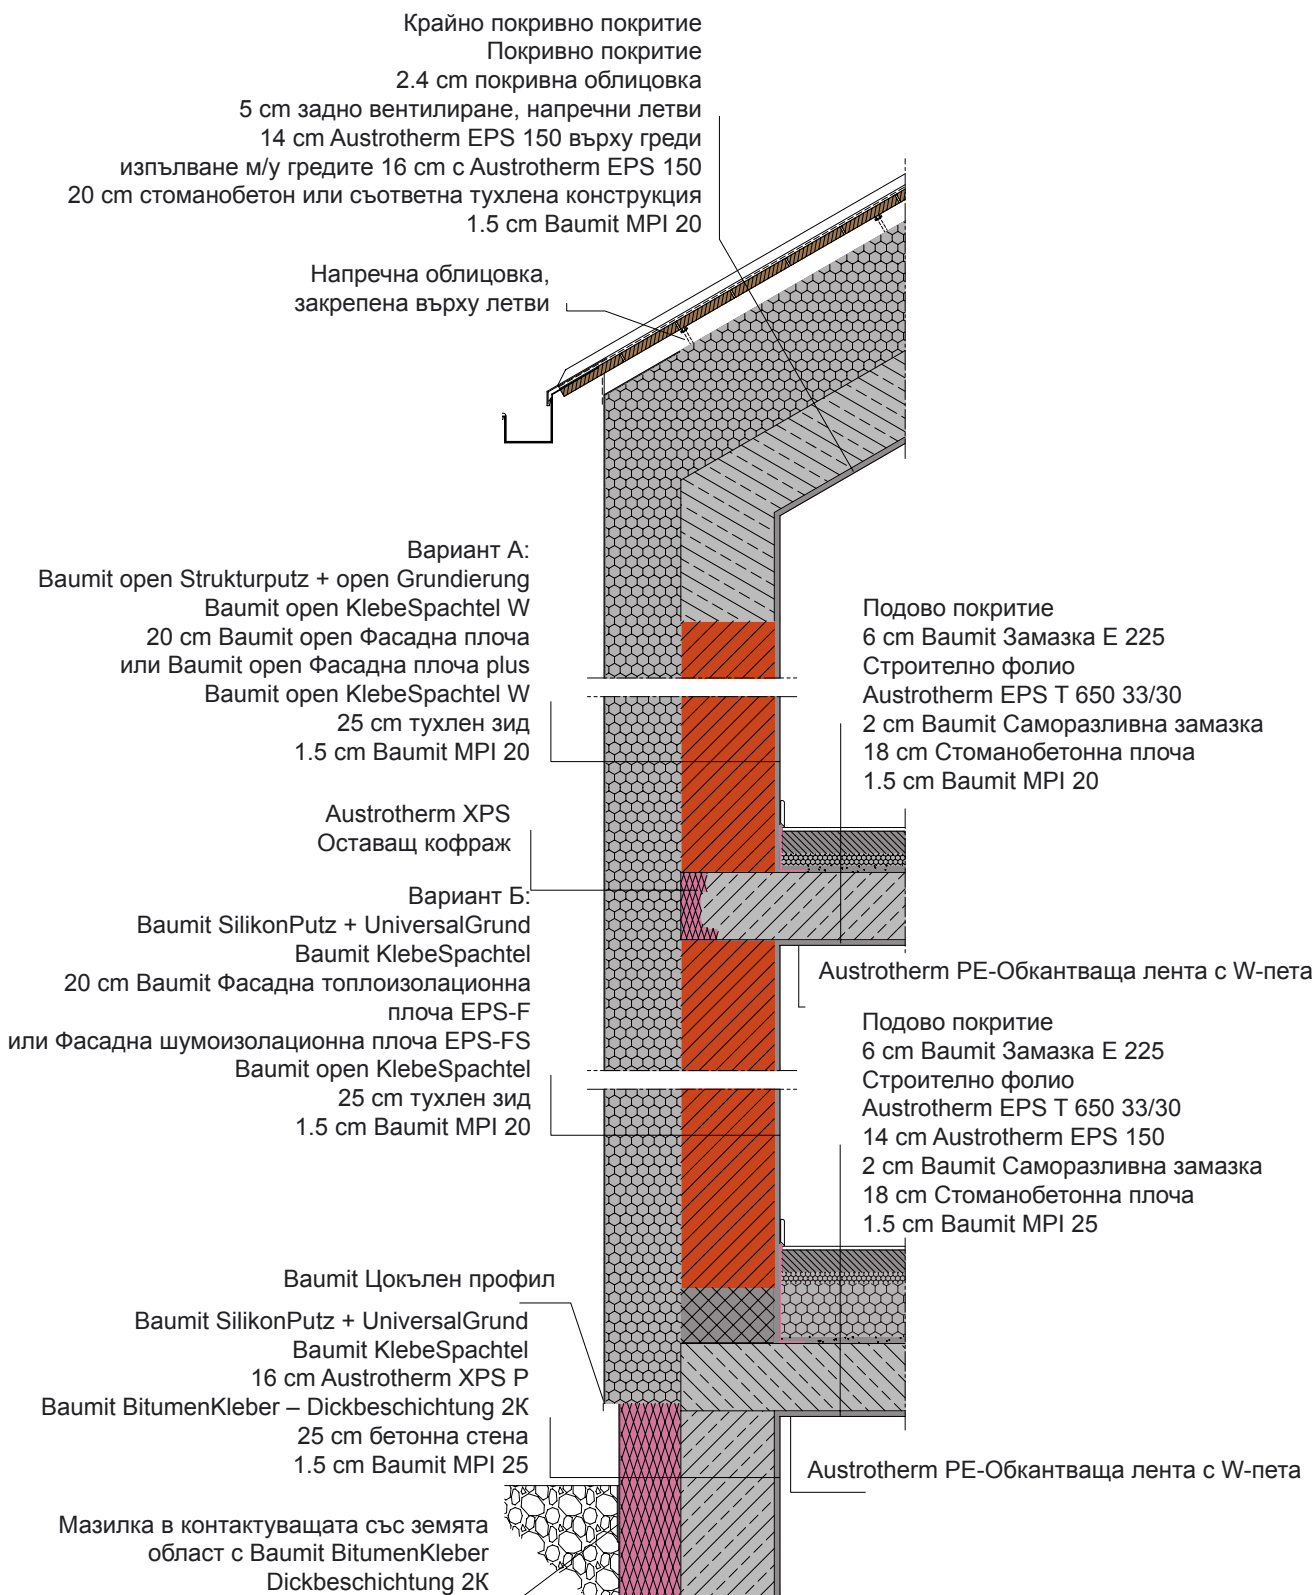 Крайно покривно покритие
Покривно покритие
2.4 cm покривна облицовка
5 cm задно вентилиране, напречни летви
14 cm Austrotherm EPS 150 върху греди
изпълване м/у гредите 16 cm с Austrotherm EPS 150
20 cm стоманобетон или съответна тухлена конструкция
1.5 cm Baumit MPI 20
Напречна облицовка,
закрепена върху летви
Вариант А:
Baumit open Strukturputz + open Grundierung
Baumit open KlebeSpachtel W
20 cm Baumit open Фасадна плоча
или Baumit open Фасадна плоча plus
Baumit open KlebeSpachtel W
25 cm тухлен зид
1.5 cm Baumit MPI 20
Подово покритие
6 cm Baumit Замазка E 225
Строително фолио
Austrotherm EPS T 650 33/30
2 cm Baumit Саморазливна замазка
18 cm Стоманобетонна плоча
1.5 cm Baumit MPI 20
Austrotherm XPS
Оставащ кофраж
Вариант Б:
Baumit SilikonPutz + UniversalGrund
Baumit KlebeSpachtel
20 cm Baumit Фасадна топлоизолационна
плоча EPS-F
или Фасадна шумоизолационна плоча EPS-FS
Baumit open KlebeSpachtel
25 cm тухлен зид
1.5 cm Baumit MPI 20
Austrotherm PE-Обкантваща лента с W-пета
Подово покритие
6 cm Baumit Замазка E 225
Строително фолио
Austrotherm EPS T 650 33/30
14 cm Austrotherm EPS 150
2 cm Baumit Саморазливна замазка
18 cm Стоманобетонна плоча
1.5 cm Baumit MPI 25
Baumit Цокълен профил
Baumit SilikonPutz + UniversalGrund
Baumit KlebeSpachtel
16 cm Austrotherm XPS P
Baumit BitumenKleber – Dickbeschichtung 2К
25 cm бетонна стена
1.5 cm Baumit MPI 25
Austrotherm PE-Обкантваща лента с W-пета
Мазилка в контактуващата със земята
област с Baumit BitumenKleber
Dickbeschichtung 2К